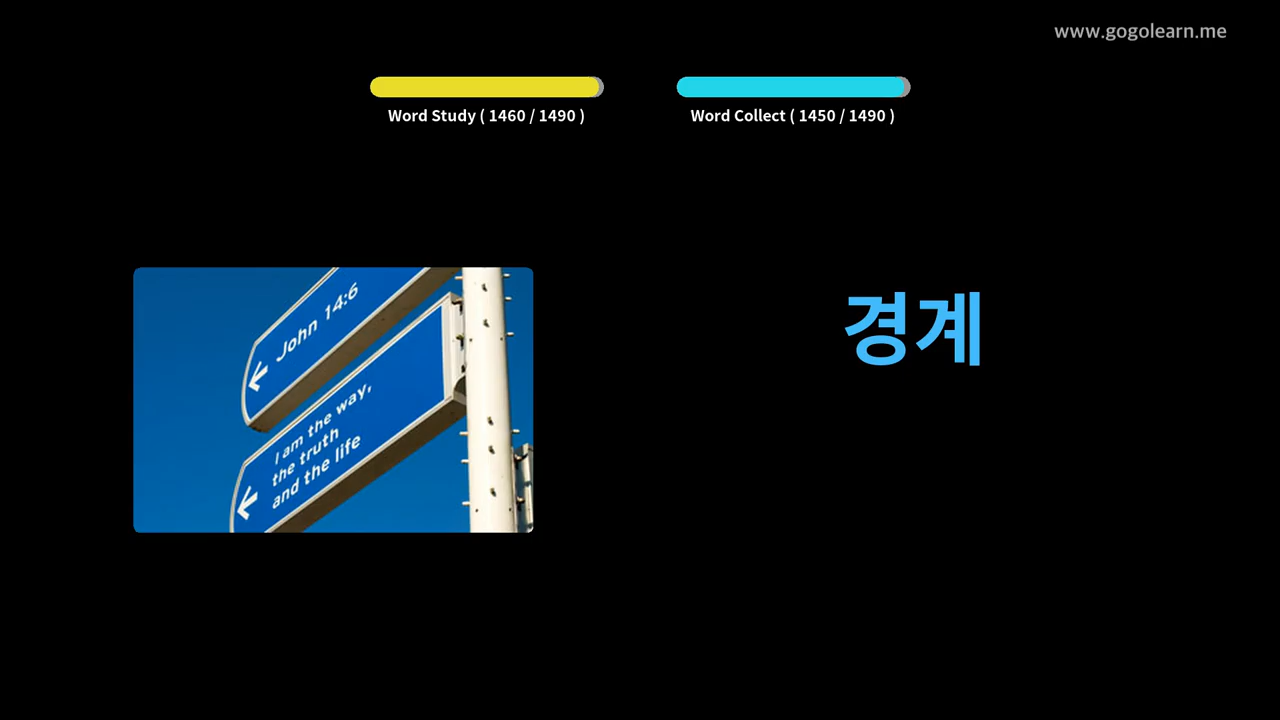 www.gogolearn.me
Word Study ( 1460 / 1490 )
Word Collect ( 1450 / 1490 )
John 14:6
I am the way,
the truth
and the life
경계